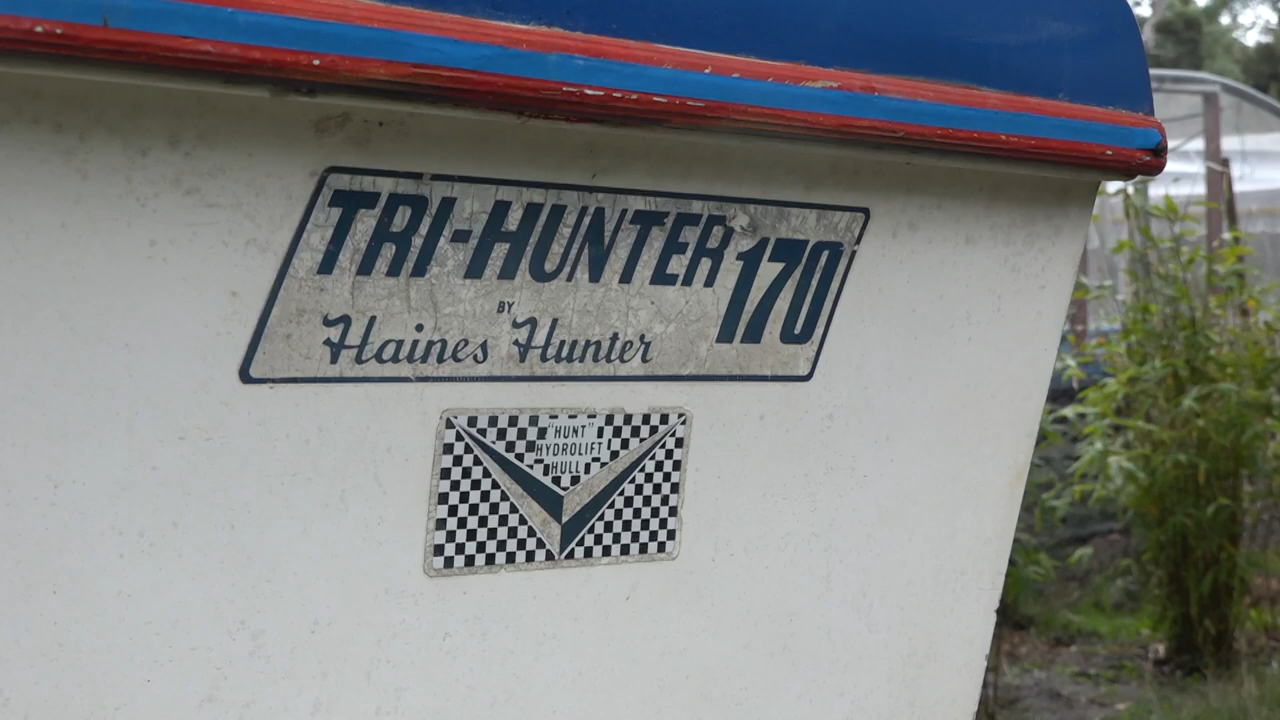 TRI-HUNTER 170
BY
Haines Hunter
"HUNT"
HYDROLIFT
HULL